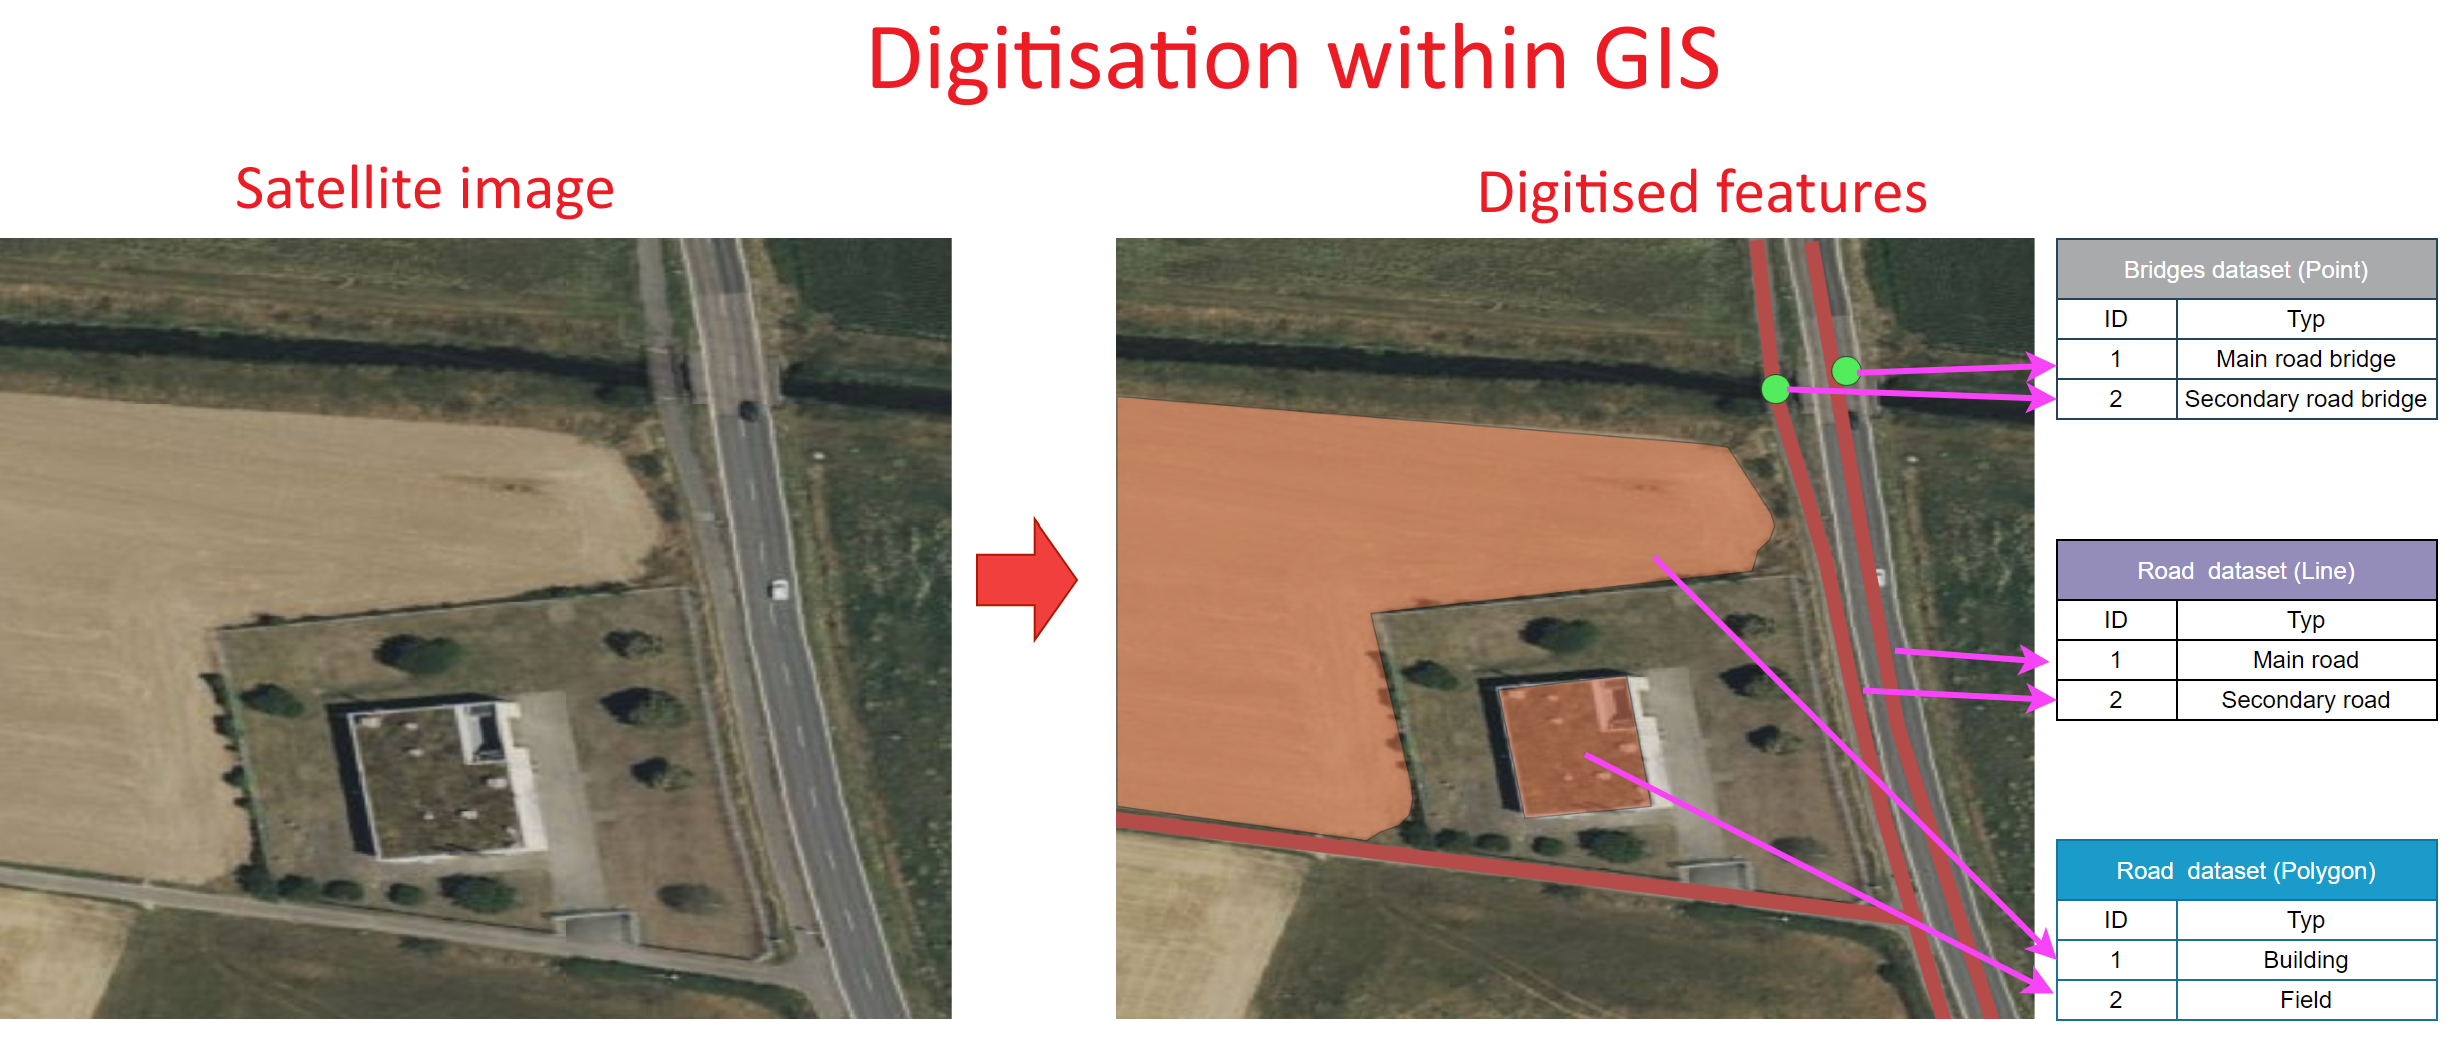 Digitisation within GIS
Satellite image
Digitised features
Bridges dataset (Point)
ID Typ
1 Main road bridge
2 Secondary road bridge
Road dataset (Line)
ID Typ
1 Main road
2 Secondary road
Road dataset (Polygon)
ID Typ
1 Building
2 Field